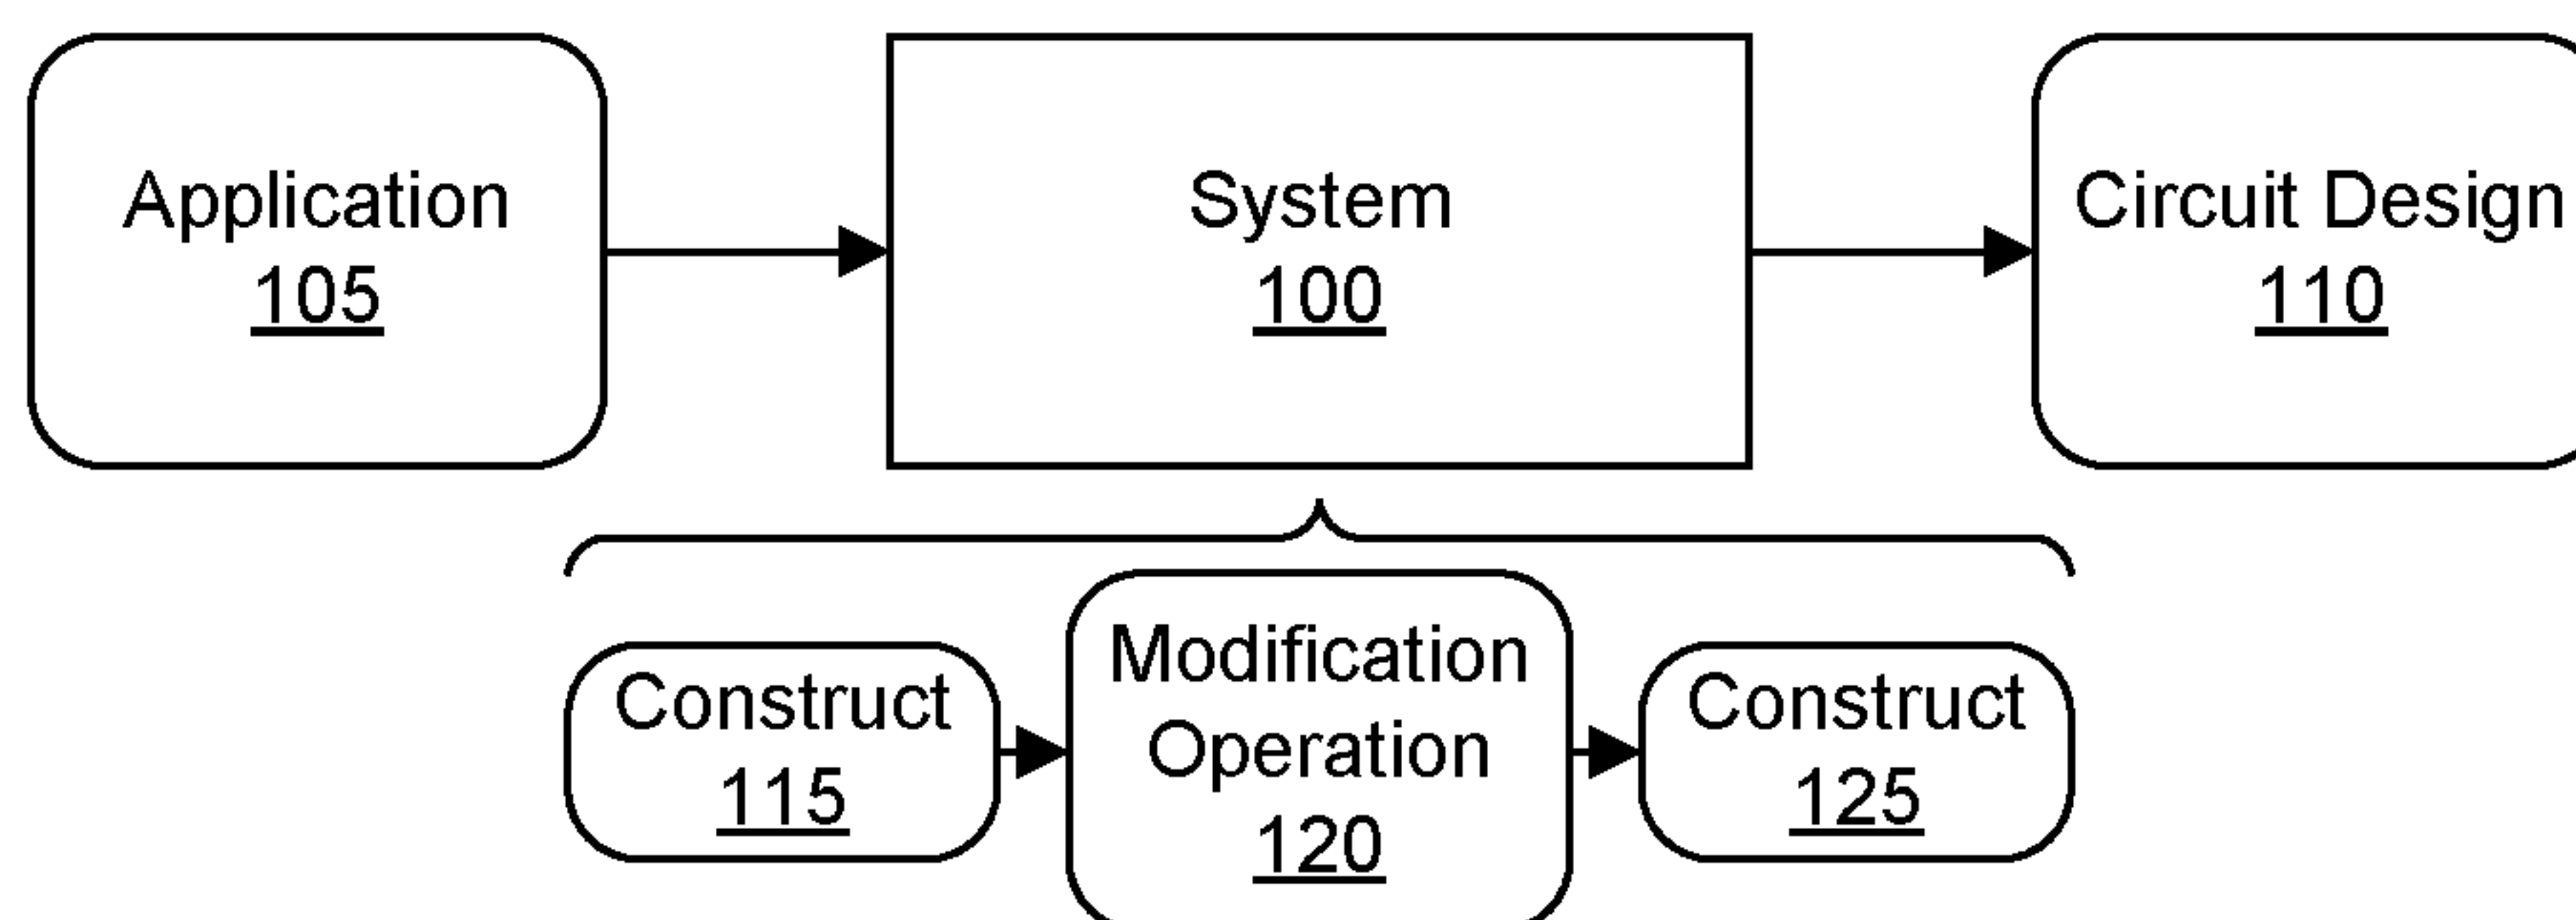 Application
105
System
100
Circuit Design
110
Construct
115
Modification
Operation
120
Construct
125